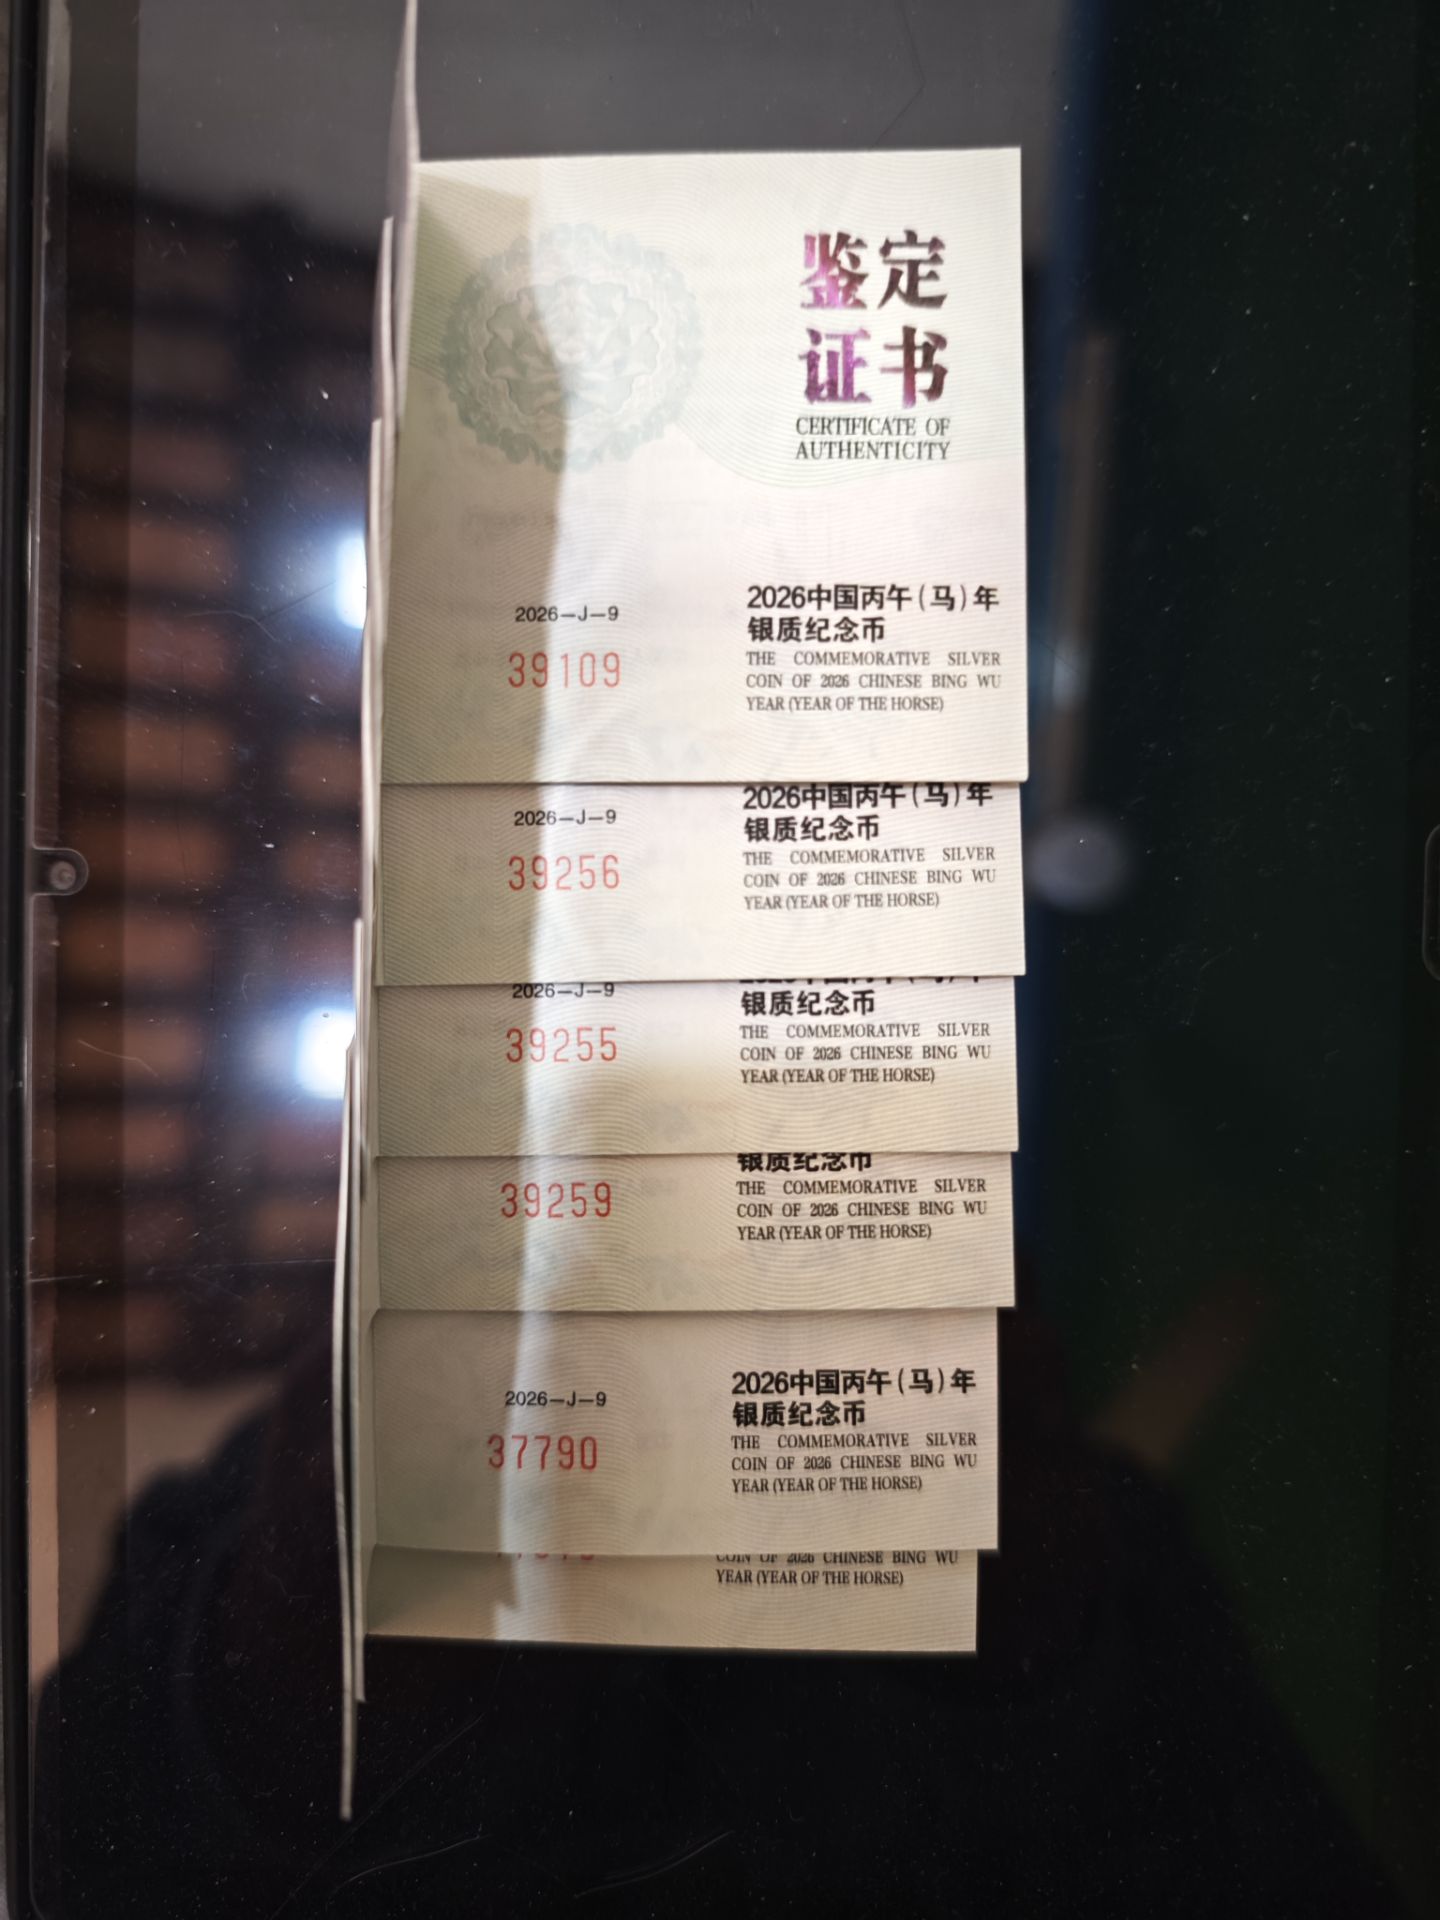 鉴定
证书
CERTIFICATE OF
AUTHENTICITY
2026-J-9
39109
2026中国丙午(马)年
银质纪念币
THE COMMEMORATIVE SILVER
COIN OF 2026 CHINESE BING WU
YEAR (YEAR OF THE HORSE)
2026-J-9
39256
2026中国丙午(马)年
银质纪念币
THE COMMEMORATIVE SILVER
COIN OF 2026 CHINESE BING WU
YEAR (YEAR OF THE HORSE)
2026-J-9
39255
银质纪念币
THE COMMEMORATIVE SILVER
COIN OF 2026 CHINESE BING WU
YEAR (YEAR OF THE HORSE)
39259
银质纪念币
THE COMMEMORATIVE SILVER
COIN OF 2026 CHINESE BING WU
YEAR (YEAR OF THE HORSE)
2026-J-9
37790
2026中国丙午(马)年
银质纪念币
THE COMMEMORATIVE SILVER
COIN OF 2026 CHINESE BING WU
YEAR (YEAR OF THE HORSE)
COIN OF 2026 CHINESE BING WU
YEAR (YEAR OF THE HORSE)